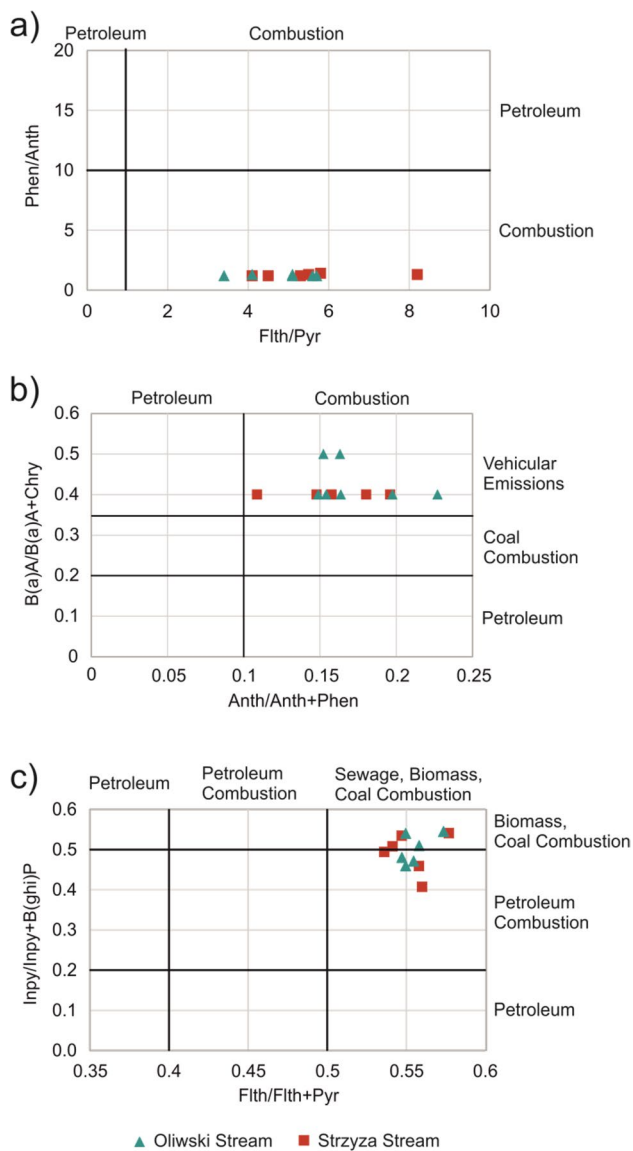 a)
Petroleum Combustion
20
15
10
5
0
Phen/Anth
Petroleum
Combustion
0 2 4 6 8 10
Flth/Pyr
b)
Petroleum Combustion
0.6
0.5
0.4
0.3
0.2
0.1
0
B(a)A/B(a)A+Chry
Vehicular
Emissions
Coal
Combustion
Petroleum
0 0.05 0.1 0.15 0.2 0.25
Anth/Anth+Phen
c)
Petroleum
Petroleum
Combustion
Sewage, Biomass,
Coal Combustion
0.6
0.5
0.4
0.3
0.2
0.1
0.0
Inpy/Inpy+B(ghi)P
Biomass,
Coal Combustion
Petroleum
Combustion
Petroleum
0.35 0.4 0.45 0.5 0.55 0.6
Flth/Flth+Pyr
Oliwski Stream Strzyza Stream